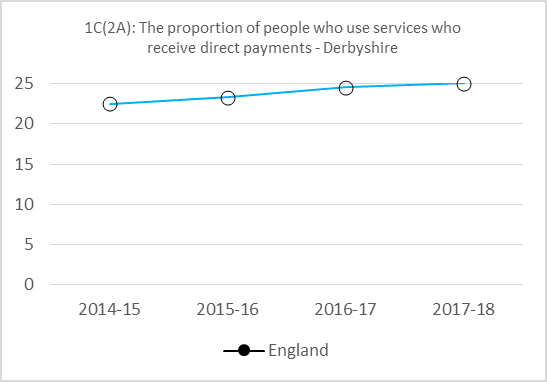 1C(2A): The proportion of people who use services who
receive direct payments - Derbyshire
25
20
15
10
5
0
2014-15 2015-16 2016-17 2017-18
England